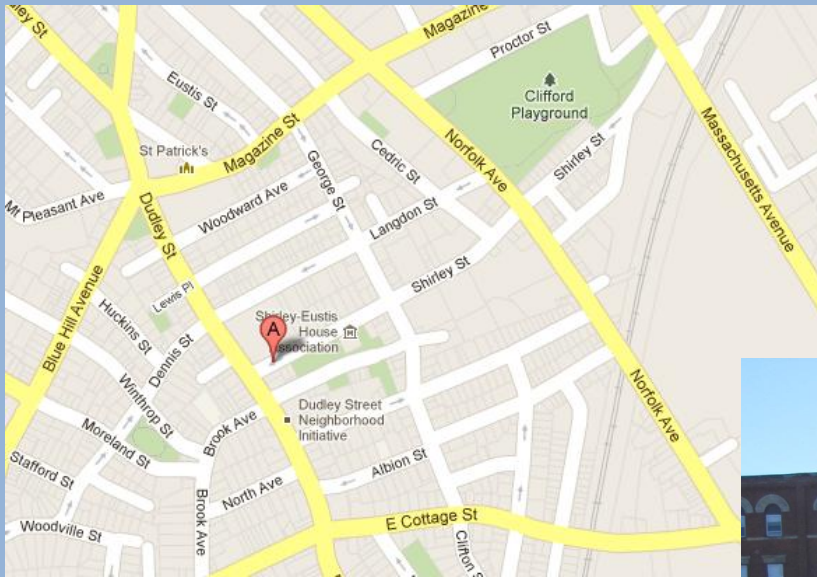 ley St
Magazine St
Proctor St
Eustis St
Clifford
Playground
St Patrick's
Magazine St
Cedric St
Norfolk Ave
Shirley St
Massachusetts Avenue
George St
Mt Pleasant Ave
Woodward Ave
Dudley St
Langdon St
Lewis Pl
Shirley St
Blue Hill Avenue
Huckins St
Dennis St
Shirley-Eustis
House
Association
A
Winthrop St
Brook Ave
Dudley Street
Neighborhood
Initiative
Norfolk Ave
Moreland St
Stafford St
Albion St
North Ave
Brook Ave
Woodville St
E Cottage St
Clifton St